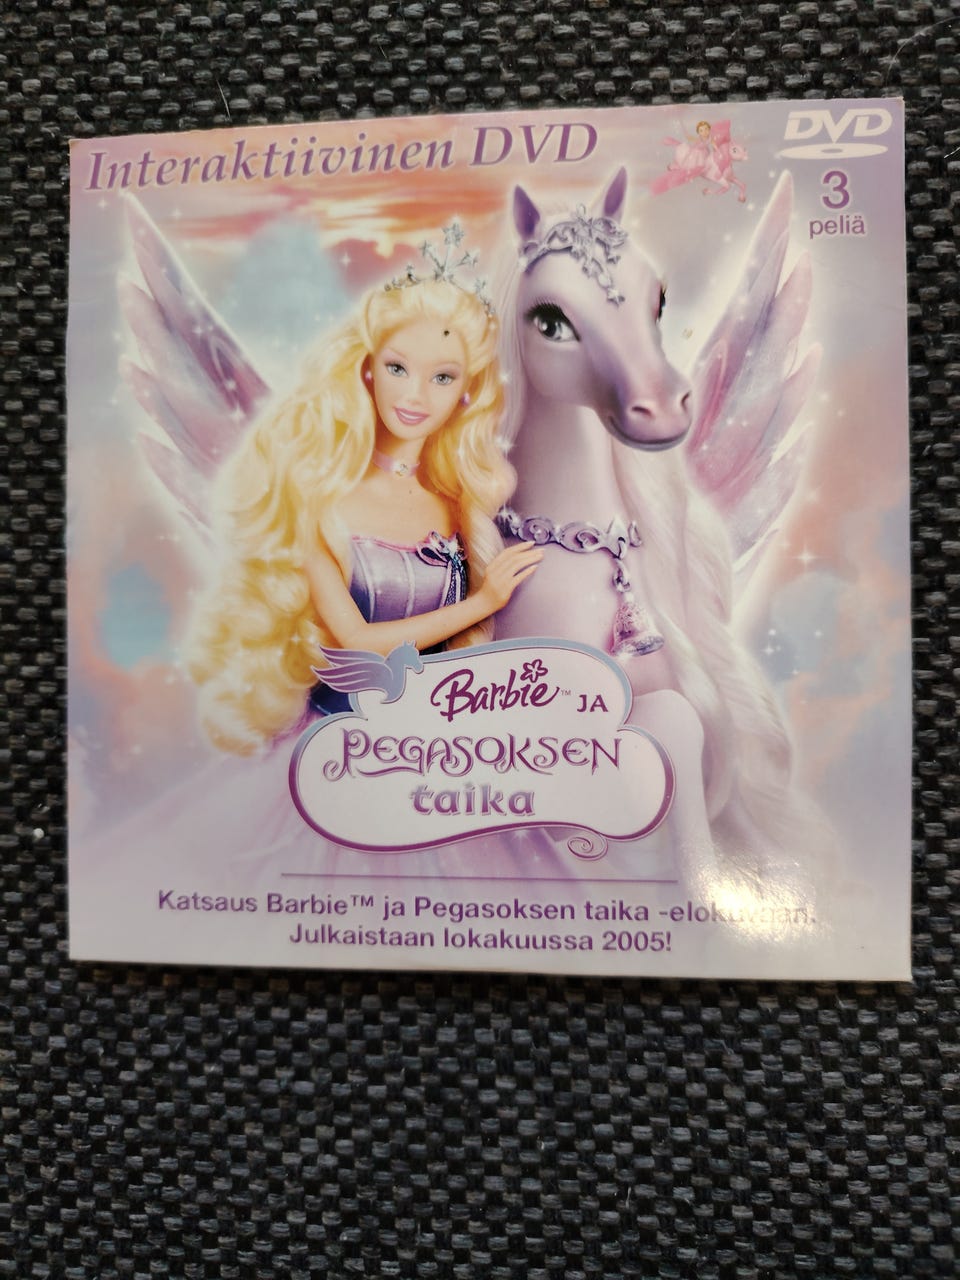 Interaktiivinen DVD
DVD
3
peliä
Barbie™ JA
PEGASOKSEN
taika
Katsaus Barbie™ ja Pegasoksen taika -elokuvaan.
Julkaistaan lokakuussa 2005!